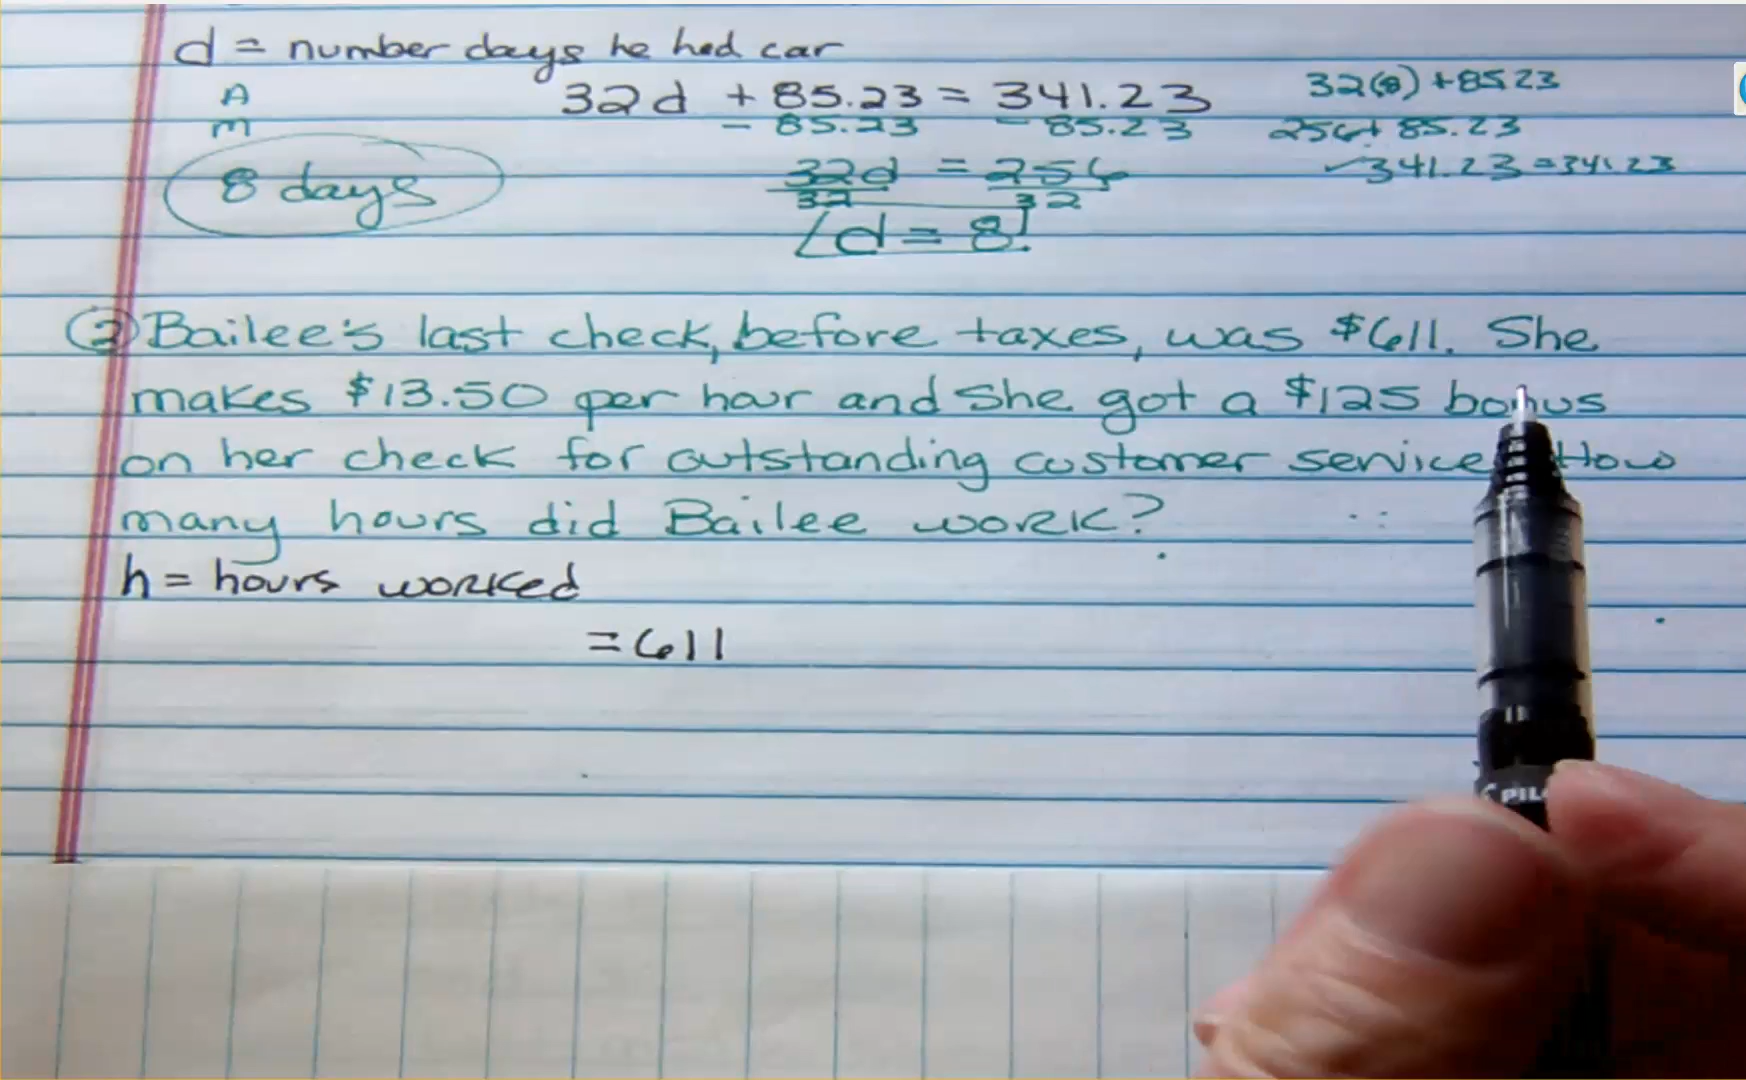 d = number days he had car
A 32d + 85.23 = 341.23 32(8) + 85.23
m - 85.23 - 85.23 256 + 85.23
8 days 32d = 256 ✓341.23 = 341.23
32 32
d = 8
② Bailee's last check, before taxes, was $611. She
makes $13.50 per hour and she got a $125 bonus
on her check for outstanding customer service How
many hours did Bailee work?
h = hours worked
= 611